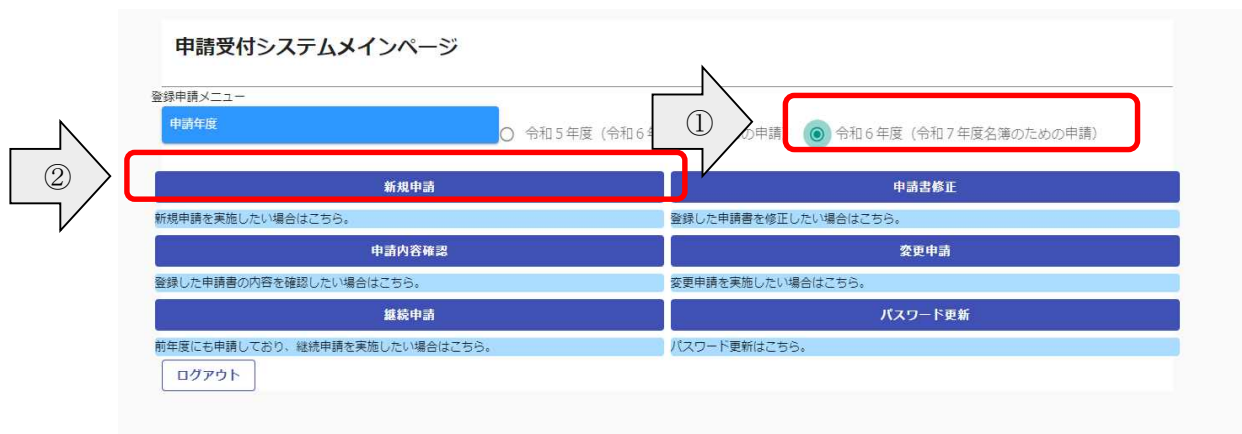 申請受付システムメインページ
登録申請メニュー
申請年度
令和5年度(令和6年 の申請 ① 令和6年度(令和7年度名簿のための申請)
②
新規申請 申請書修正
新規申請を実施したい場合はこちら。 登録した申請書を修正したい場合はこちら。
申請内容確認 変更申請
登録した申請書の内容を確認したい場合はこちら。 変更申請を実施したい場合はこちら。
継続申請 パスワード更新
前年度にも申請しており、継続申請を実施したい場合はこちら。 パスワード更新はこちら。
ログアウト